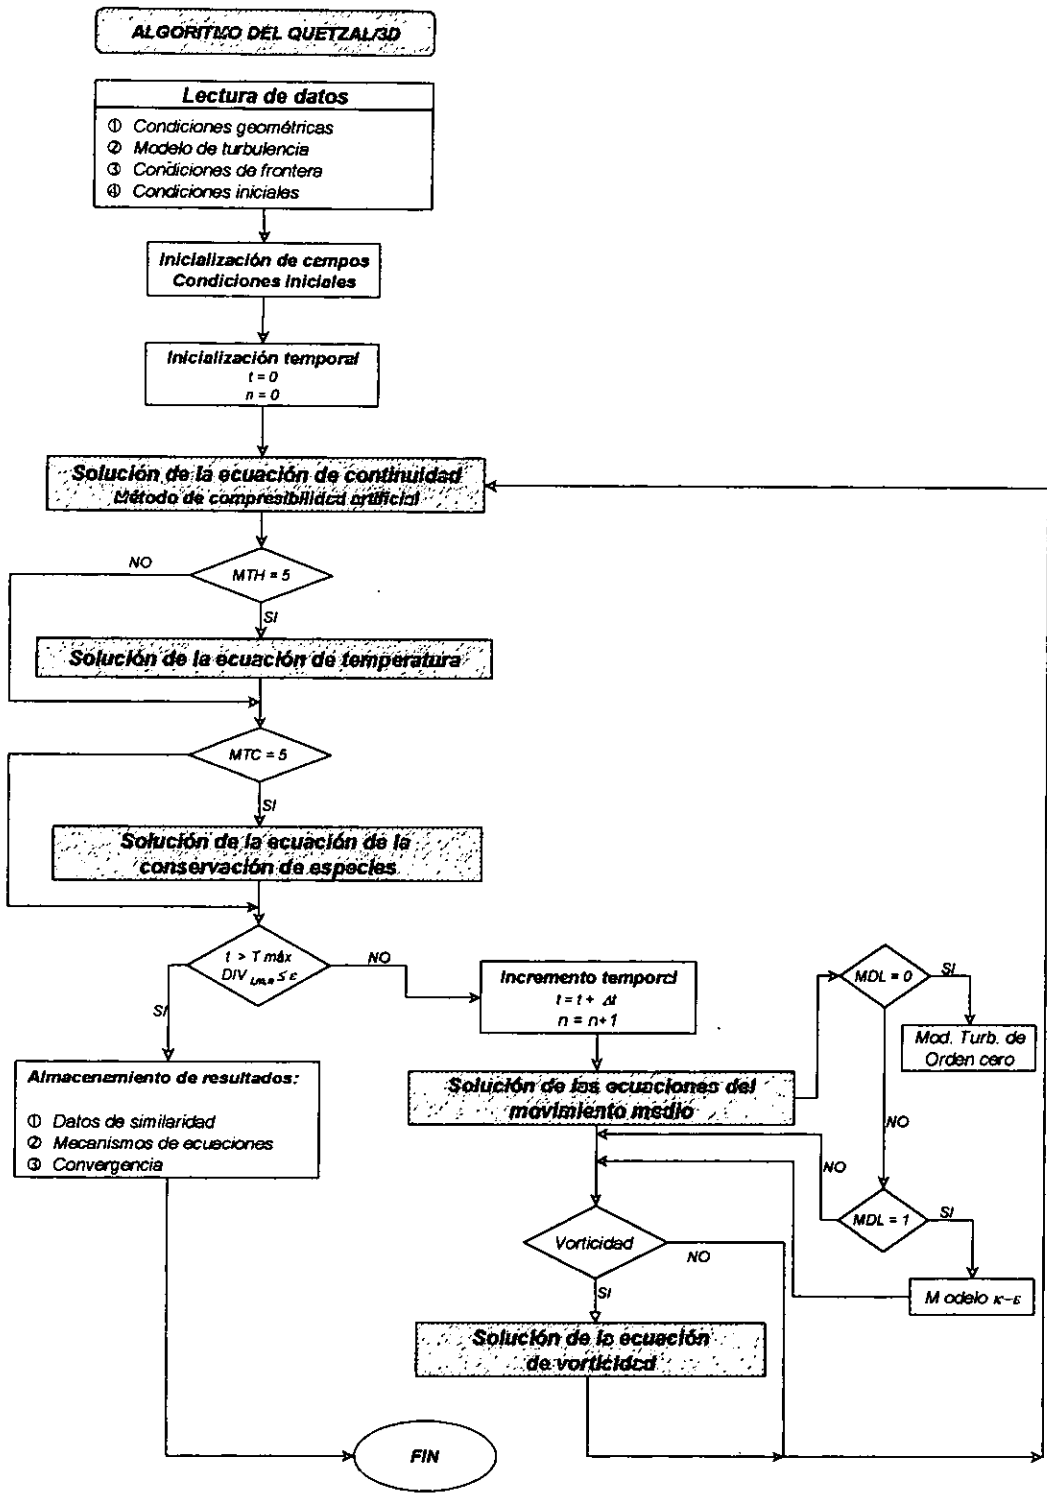 ALGORITMO DEL QUETZAL/3D
Lectura de datos
① Condiciones geométricas
② Modelo de turbulencia
③ Condiciones de frontera
④ Condiciones iniciales
Inicialización de campos
Condiciones iniciales
Inicialización temporal
t = 0
n = 0
Solución de la ecuación de continuidad
Método de compresibilidad artificial
NO
MTH = 5
SI
Solución de la ecuación de temperatura
MTC = 5
SI
Solución de la ecuación de la
conservación de especies
t > T máx
DIV i,m,n ≤ ε
NO
SI
Incremento temporal
t = t + Δt
n = n+1
MDL = 0
SI
Mod. Turb. de
Orden cero
NO
Almacenamiento de resultados:
① Datos de similaridad
② Mecanismos de ecuaciones
③ Convergencia
Solución de las ecuaciones del
movimiento medio
NO
MDL = 1
SI
Modelo κ-ε
Vorticidad
NO
SI
Solución de la ecuación
de vorticidad
FIN